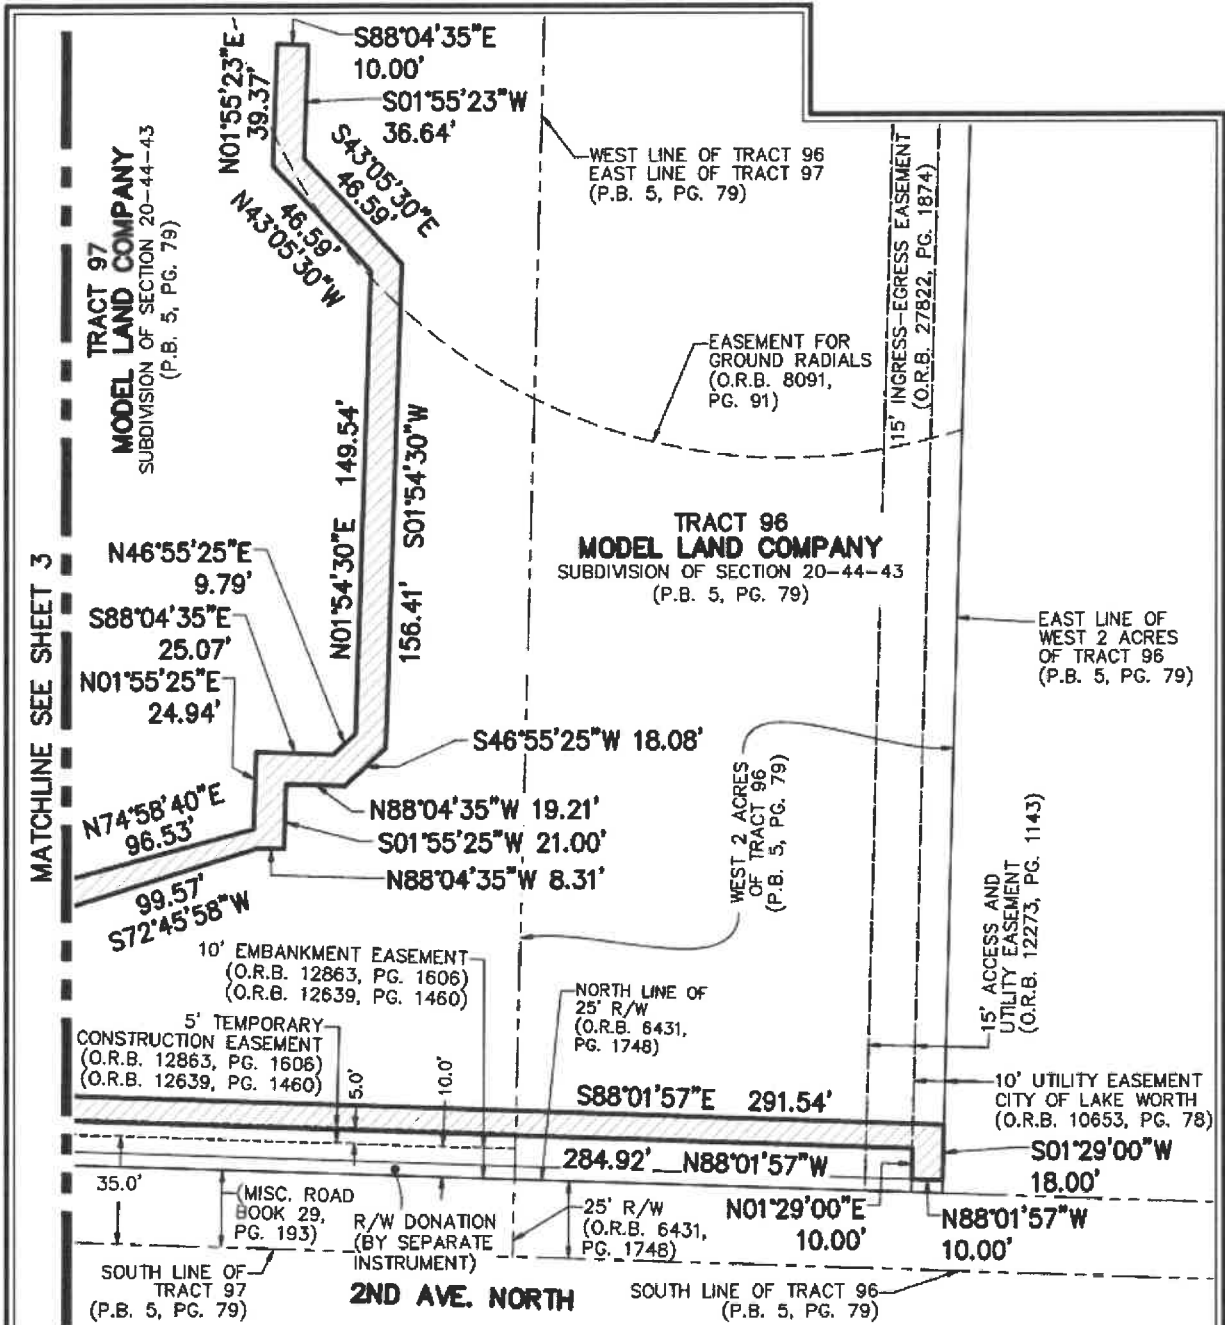 S88°04'35"E
10.00'
N01°55'23"E
39.37'
S01°55'23"W
36.64'
S43°05'30"E
46.59'
46.59'
N43°05'30"W
WEST LINE OF TRACT 96
EAST LINE OF TRACT 97
(P.B. 5, PG. 79)
15' INGRESS-EGRESS EASEMENT
(O.R.B. 27822, PG. 1874)
TRACT 97
MODEL LAND COMPANY
SUBDIVISION OF SECTION 20-44-43
(P.B. 5, PG. 79)
EASEMENT FOR
GROUND RADIALS
(O.R.B. 8091,
PG. 91)
N01°54'30"E 149.54'
S01°54'30"W
156.41'
TRACT 96
MODEL LAND COMPANY
SUBDIVISION OF SECTION 20-44-43
(P.B. 5, PG. 79)
MATCHLINE SEE SHEET 3
N46°55'25"E
9.79'
S88°04'35"E
25.07'
N01°55'25"E
24.94'
EAST LINE OF
WEST 2 ACRES
OF TRACT 96
(P.B. 5, PG. 79)
S46°55'25"W 18.08'
N88°04'35"W 19.21'
S01°55'25"W 21.00'
N88°04'35"W 8.31'
N74°58'40"E
96.53'
99.57'
S72°45'58"W
WEST 2 ACRES
OF TRACT 96
(P.B. 5, PG. 79)
15' ACCESS AND
UTILITY EASEMENT
(O.R.B. 12273, PG. 1143)
10' EMBANKMENT EASEMENT
(O.R.B. 12863, PG. 1606)
(O.R.B. 12639, PG. 1460)
NORTH LINE OF
25' R/W
(O.R.B. 6431,
PG. 1748)
5' TEMPORARY
CONSTRUCTION EASEMENT
(O.R.B. 12863, PG. 1606)
(O.R.B. 12639, PG. 1460)
5.0'
10.0'
S88°01'57"E 291.54'
10' UTILITY EASEMENT
CITY OF LAKE WORTH
(O.R.B. 10653, PG. 78)
284.92' N88°01'57"W
S01°29'00"W
18.00'
35.0'
(MISC. ROAD
BOOK 29,
PG. 193)
R/W DONATION
(BY SEPARATE
INSTRUMENT)
25' R/W
(O.R.B. 6431,
PG. 1748)
N01°29'00"E
10.00'
N88°01'57"W
10.00'
SOUTH LINE OF
TRACT 97
(P.B. 5, PG. 79)
2ND AVE. NORTH
SOUTH LINE OF TRACT 96
(P.B. 5, PG. 79)